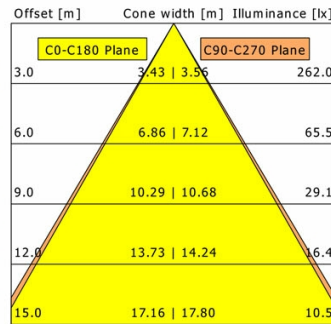 Offset [m] Cone width [m] Illuminance [lx]
C0-C180 Plane C90-C270 Plane
3.0 3.43 | 3.56 262.0
6.0 6.86 | 7.12 65.5
9.0 10.29 | 10.68 29.1
12.0 13.73 | 14.24 16.4
15.0 17.16 | 17.80 10.5